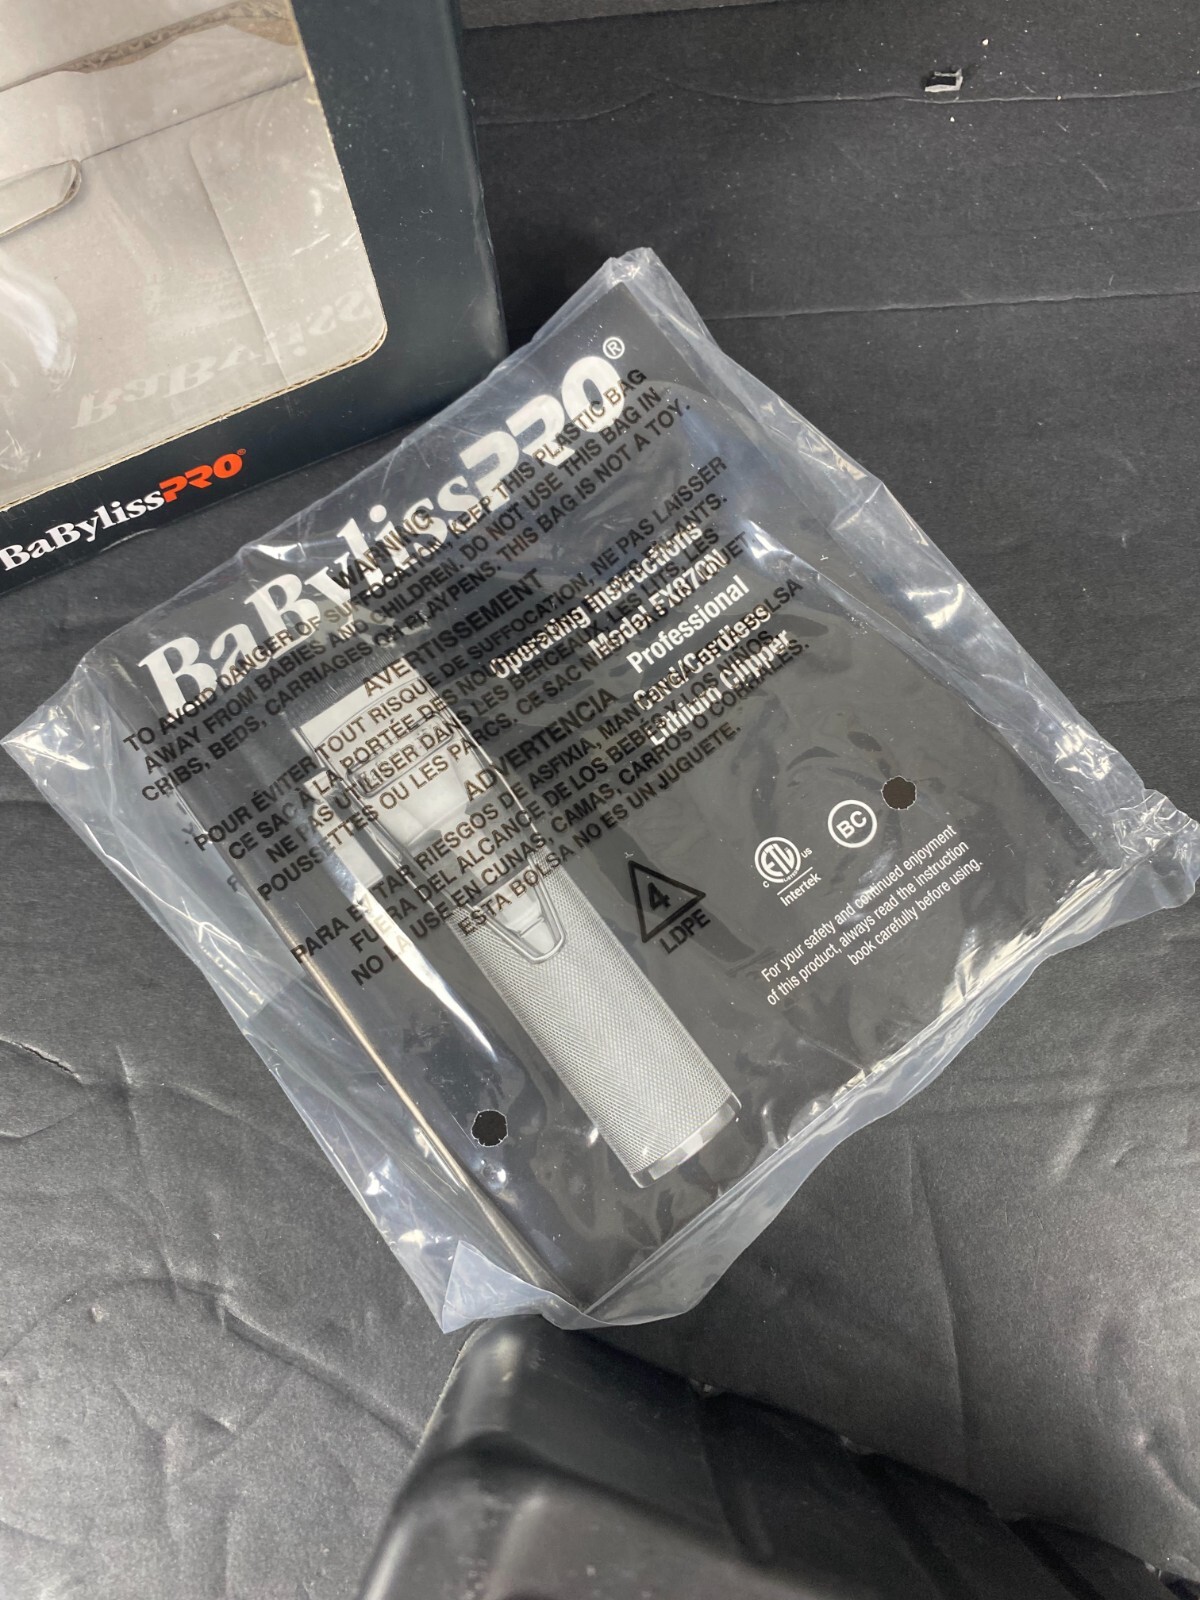 BaBylissPRO®
BaByliss
BaBylissPRO®
Operating Instructions
Model FX870N
Professional
Cord/Cordless
Lithium Clipper
WARNING
TO AVOID DANGER OF SUFFOCATION, KEEP THIS PLASTIC BAG
AWAY FROM BABIES AND CHILDREN. DO NOT USE THIS BAG IN
CRIBS, BEDS, CARRIAGES OR PLAYPENS. THIS BAG IS NOT A TOY.
AVERTISSEMENT
POUR ÉVITER TOUT RISQUE DE SUFFOCATION, NE PAS LAISSER
CE SAC À LA PORTÉE DES NOURRISSONS ET DES ENFANTS.
NE PAS UTILISER DANS LES BERCEAUX, LES LITS, LES
POUSSETTES OU LES PARCS. CE SAC N'EST PAS UN JOUET
ADVERTENCIA
PARA EVITAR RIESGOS DE ASFIXIA, MANTENGA ESTA BOLSA
FUERA DEL ALCANCE DE LOS BEBÉS Y LOS NIÑOS.
NO LA USE EN CUNAS, CAMAS, CARROS O CORRALES.
ESTA BOLSA NO ES UN JUGUETE.
4
LDPE
C ETL US
Intertek
BC
For your safety and continued enjoyment
of this product, always read the instruction
book carefully before using.